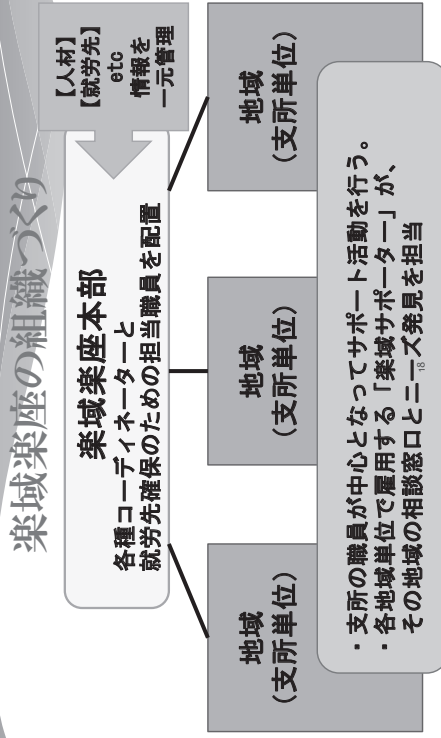 楽域楽座の組織づくり
【人材】
【就労先】
etc
情報を
一元管理
楽域楽座本部
各種コーディネーターと
就労先確保のための担当職員を配置
地域
（支所単位）
地域
（支所単位）
地域
（支所単位）
・支所の職員が中心となってサポート活動を行う。
・各地域単位で雇用する「楽域サポーター」が、
その地域の相談窓口とニーズ発見を担当
18